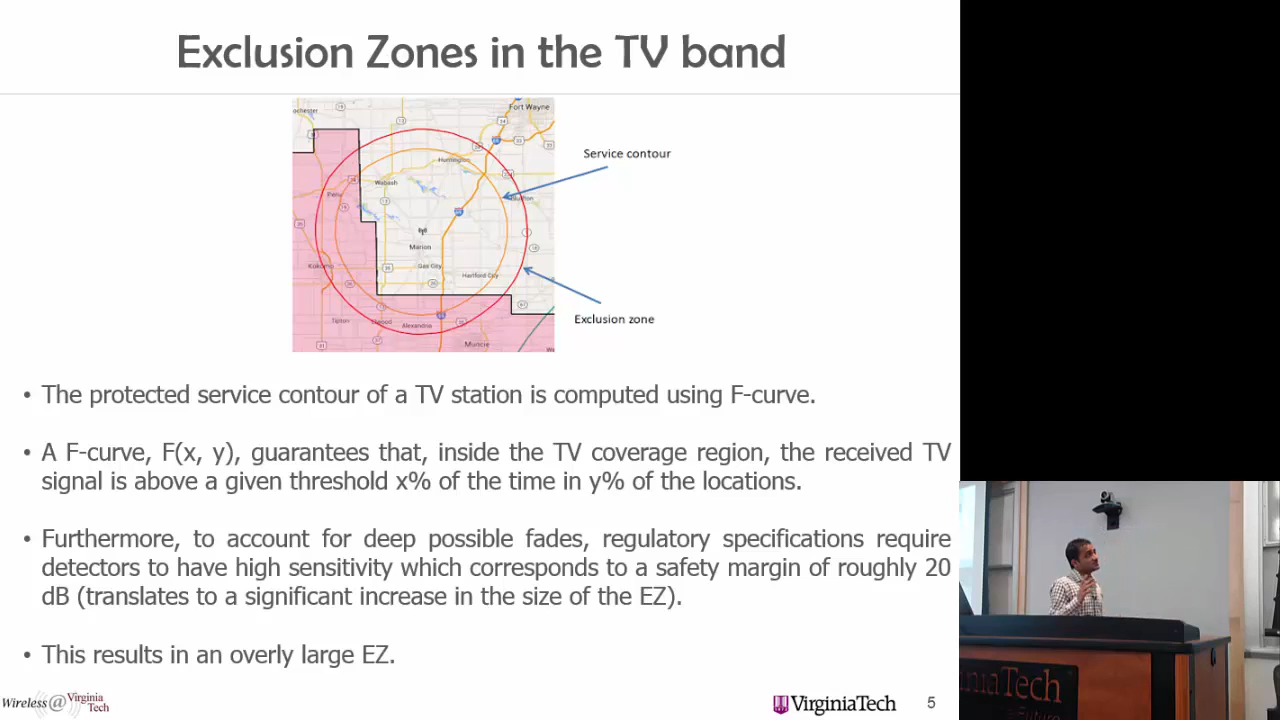 Exclusion Zones in the TV band
Fort Wayne
Huntington
Wabash
Service contour
Peru
Bluffton
Marion
Kokomo
Gas City
Hartford City
Exclusion zone
Tipton
Elwood
Alexandria
Muncie
• The protected service contour of a TV station is computed using F-curve.
• A F-curve, F(x, y), guarantees that, inside the TV coverage region, the received TV
signal is above a given threshold x% of the time in y% of the locations.
• Furthermore, to account for deep possible fades, regulatory specifications require
detectors to have high sensitivity which corresponds to a safety margin of roughly 20
dB (translates to a significant increase in the size of the EZ).
• This results in an overly large EZ.
Wireless@
Virginia
Tech
VirginiaTech
5
iniaTech